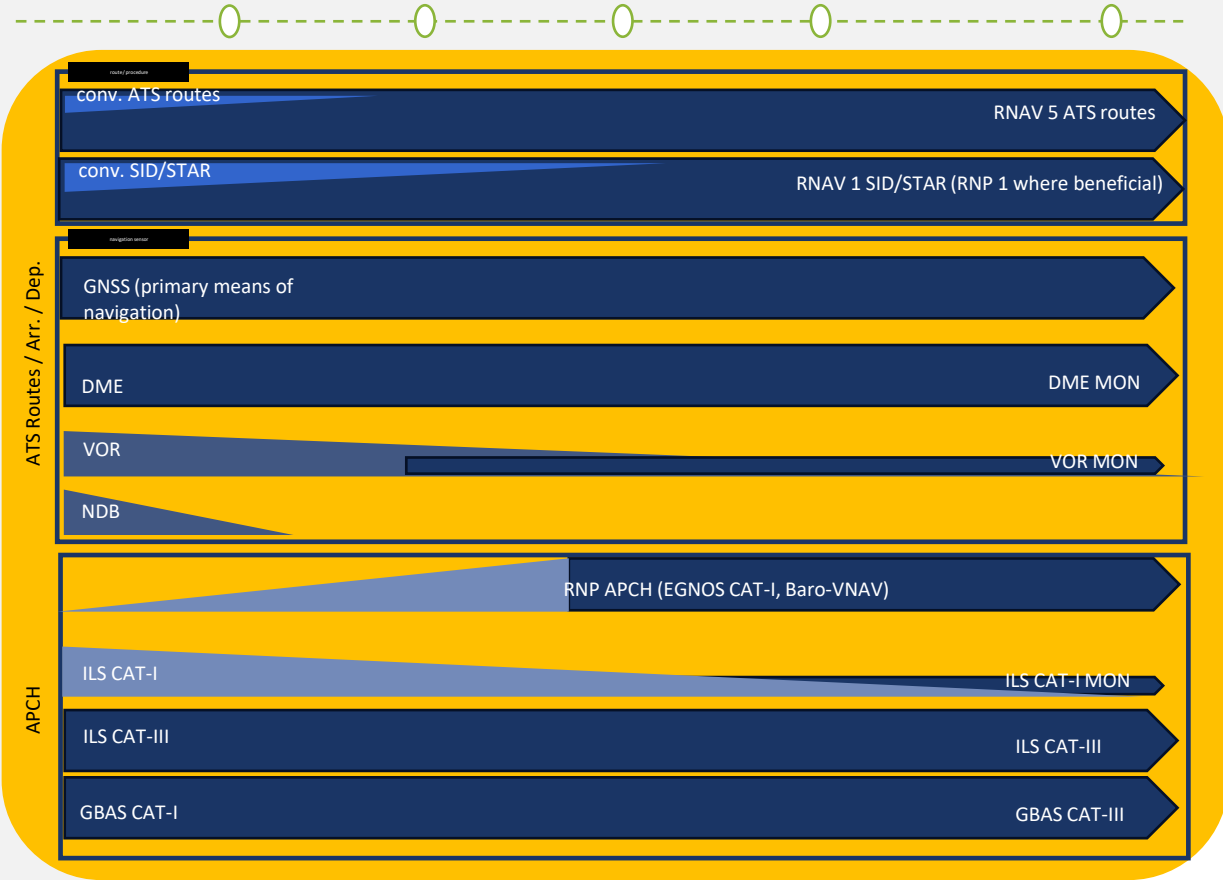 route/ procedure
conv. ATS routes
RNAV 5 ATS routes
conv. SID/STAR
RNAV 1 SID/STAR (RNP 1 where beneficial)
ATS Routes / Arr. / Dep.
navigation sensor
GNSS (primary means of
navigation)
DME
DME MON
VOR
VOR MON
NDB
APCH
RNP APCH (EGNOS CAT-I, Baro-VNAV)
ILS CAT-I
ILS CAT-I MON
ILS CAT-III
ILS CAT-III
GBAS CAT-I
GBAS CAT-III